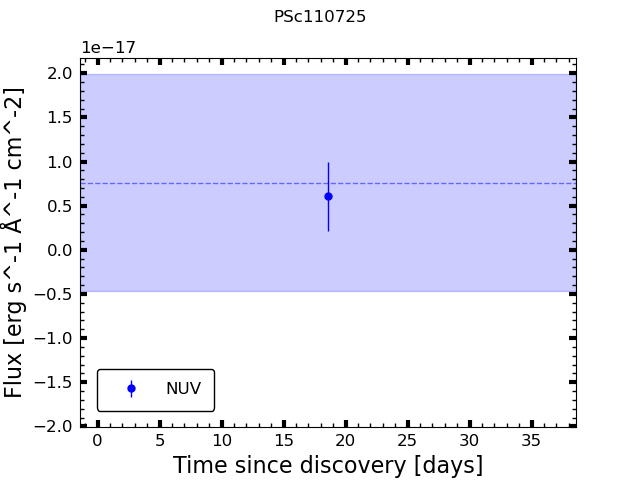 PSc110725
1e−17
2.0
1.5
1.0
0.5
0.0
−0.5
−1.0
−1.5
−2.0
Flux [erg s^-1 Å^-1 cm^-2]
NUV
0 5 10 15 20 25 30 35
Time since discovery [days]